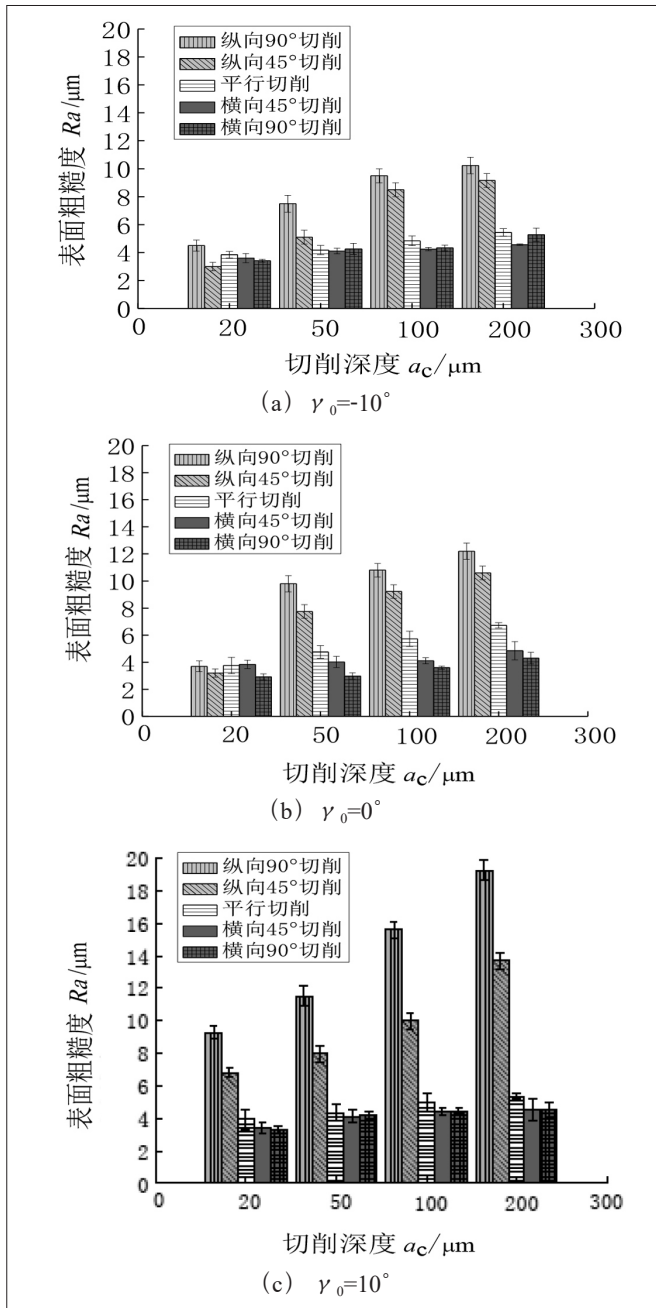 纵向90°切削
纵向45°切削
平行切削
横向45°切削
横向90°切削
表面粗糙度 Ra/μm
20
18
16
14
12
10
8
6
4
2
0
0 20 50 100 200 300
切削深度 ac/μm
(a) γ0=-10°
纵向90°切削
纵向45°切削
平行切削
横向45°切削
横向90°切削
表面粗糙度 Ra/μm
20
18
16
14
12
10
8
6
4
2
0
0 20 50 100 200 300
切削深度 ac/μm
(b) γ0=0°
纵向90°切削
纵向45°切削
平行切削
横向45°切削
横向90°切削
表面粗糙度 Ra/μm
20
18
16
14
12
10
8
6
4
2
0
0 20 50 100 200 300
切削深度 ac/μm
(c) γ0=10°